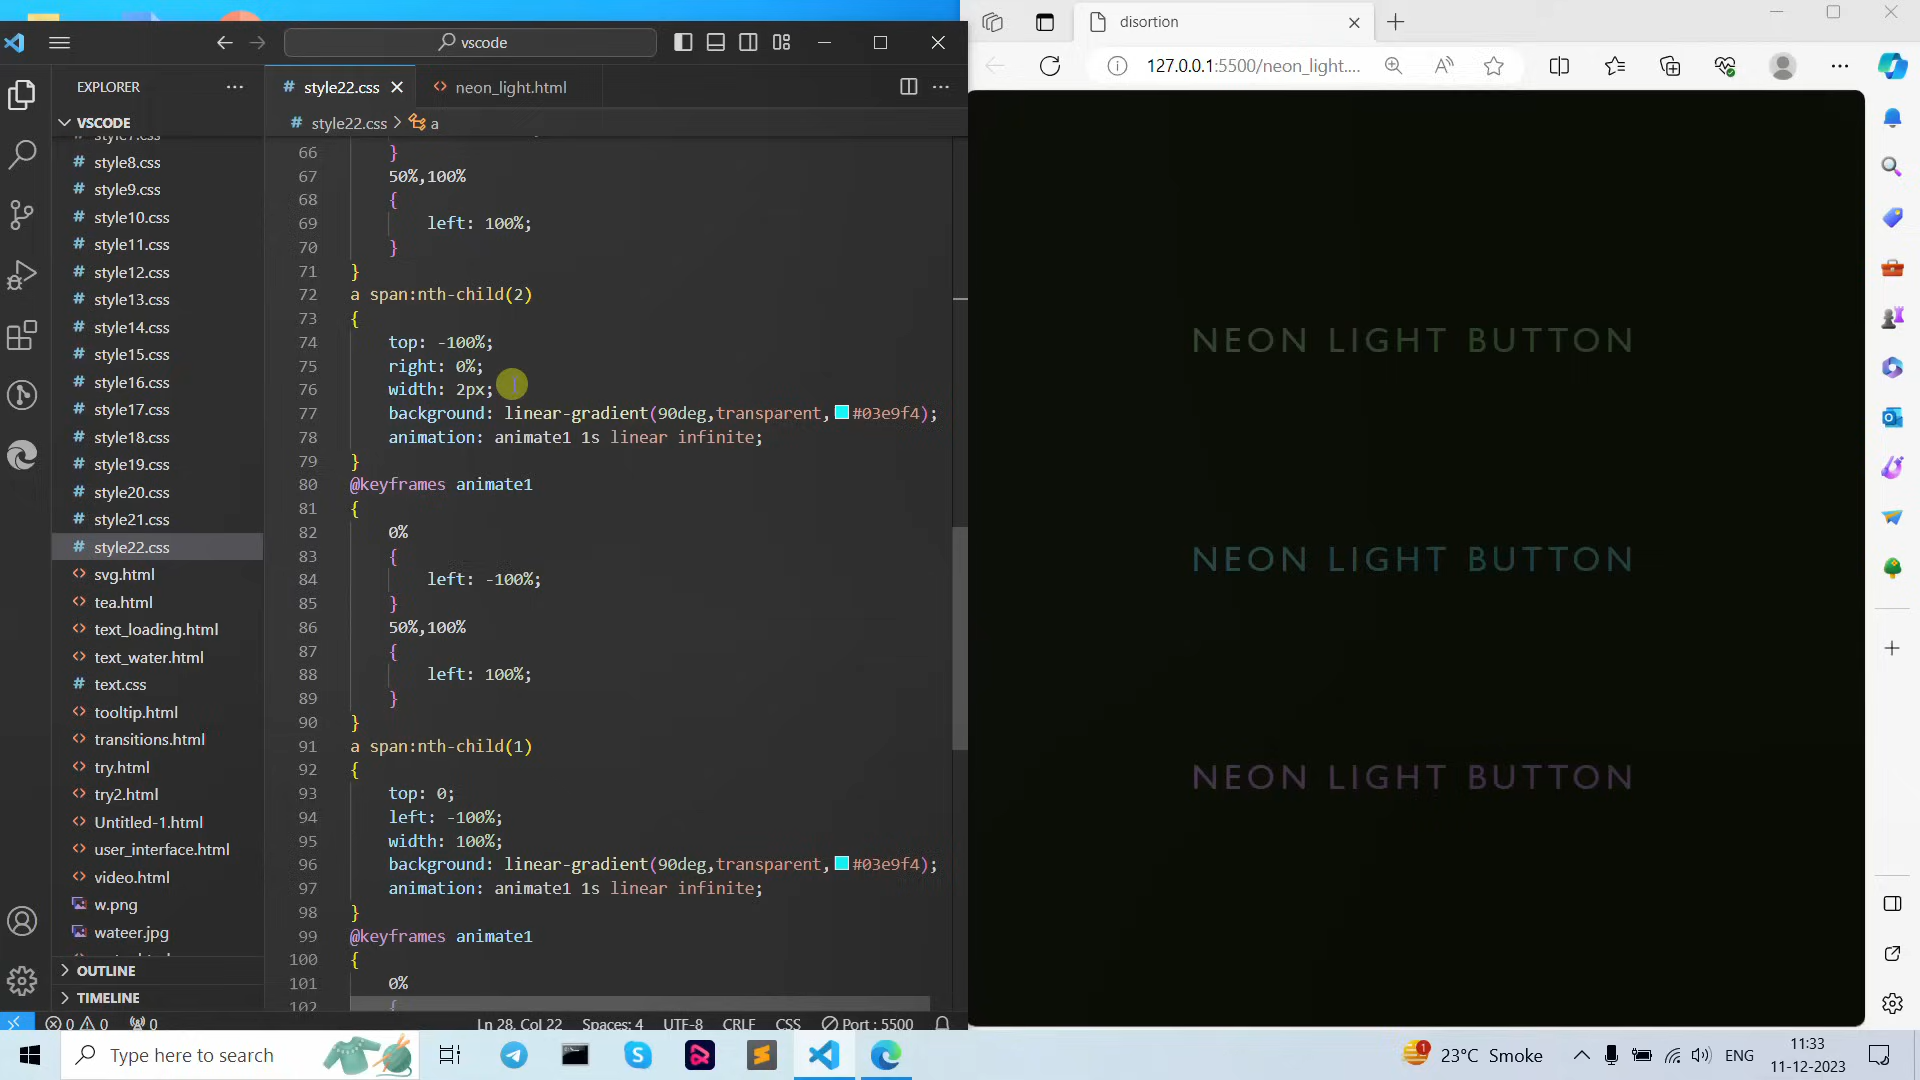 vscode
EXPLORER
VSCODE
style7.css
style8.css
style9.css
style10.css
style11.css
style12.css
style13.css
style14.css
style15.css
style16.css
style17.css
style18.css
style19.css
style20.css
style21.css
style22.css
svg.html
tea.html
text_loading.html
text_water.html
text.css
tooltip.html
transitions.html
try.html
try2.html
Untitled-1.html
user_interface.html
video.html
w.png
wateer.jpg
OUTLINE
TIMELINE
# style22.css
neon_light.html
# style22.css > a
66 }
67 50%,100%
68 {
69 left: 100%;
70 }
71 }
72 a span:nth-child(2)
73 {
74 top: -100%;
75 right: 0%;
76 width: 2px;
77 background: linear-gradient(90deg,transparent,#03e9f4);
78 animation: animate1 1s linear infinite;
79 }
80 @keyframes animate1
81 {
82 0%
83 {
84 left: -100%;
85 }
86 50%,100%
87 {
88 left: 100%;
89 }
90 }
91 a span:nth-child(1)
92 {
93 top: 0;
94 left: -100%;
95 width: 100%;
96 background: linear-gradient(90deg,transparent,#03e9f4);
97 animation: animate1 1s linear infinite;
98 }
99 @keyframes animate1
100 {
101 0%
102 {
0 0 0 Ln 28, Col 22 Spaces: 4 UTF-8 CRLF CSS Port : 5500
disortion
127.0.0.1:5500/neon_light....
NEON LIGHT BUTTON
NEON LIGHT BUTTON
NEON LIGHT BUTTON
Type here to search
1
23°C Smoke
ENG
11:33
11-12-2023